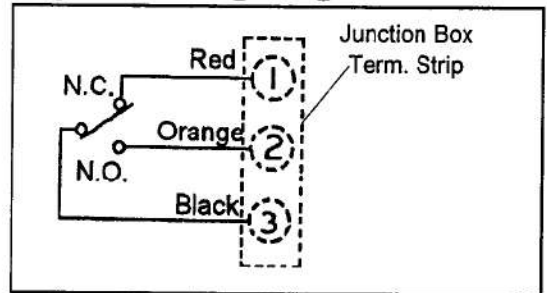 Junction Box
Term. Strip
Red
1
N.C.
Orange
2
N.O.
Black
3